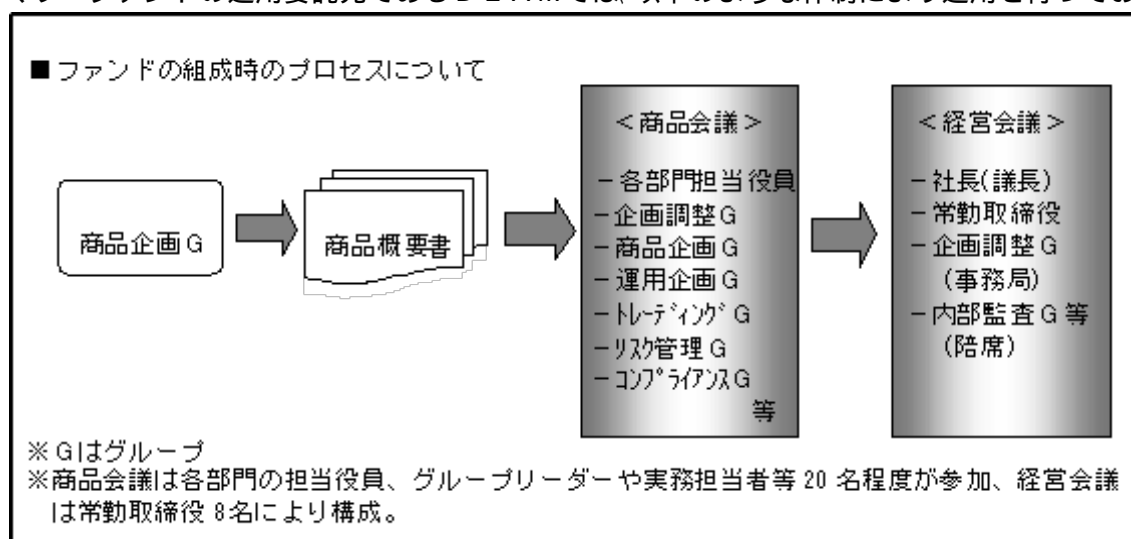 ■ファンドの組成時のプロセスについて
商品企画G
商品概要書
＜商品会議＞
－各部門担当役員
－企画調整G
－商品企画G
－運用企画G
－ﾄﾚｰﾃﾞｨﾝｸﾞG
－ﾘｽｸ管理G
－ｺﾝﾌﾟﾗｲｱﾝｽG
等
＜経営会議＞
－社長(議長)
－常勤取締役
－企画調整G
(事務局)
－内部監査G等
(陪席)
※Gはグループ
※商品会議は各部門の担当役員、グループリーダーや実務担当者等 20 名程度が参加、経営会議
は常勤取締役 8名により構成。